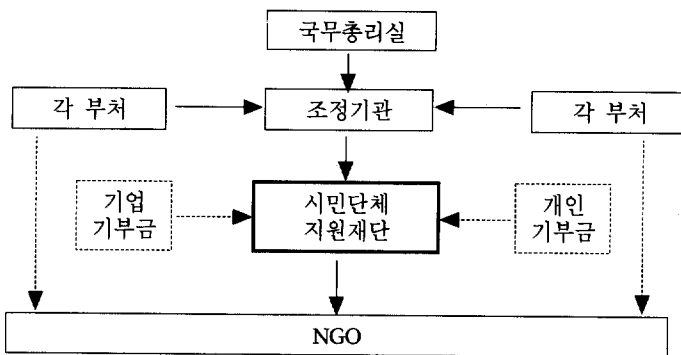 국무총리실
각 부처
조정기관
각 부처
기업
기부금
시민단체
지원재단
개인
기부금
NGO